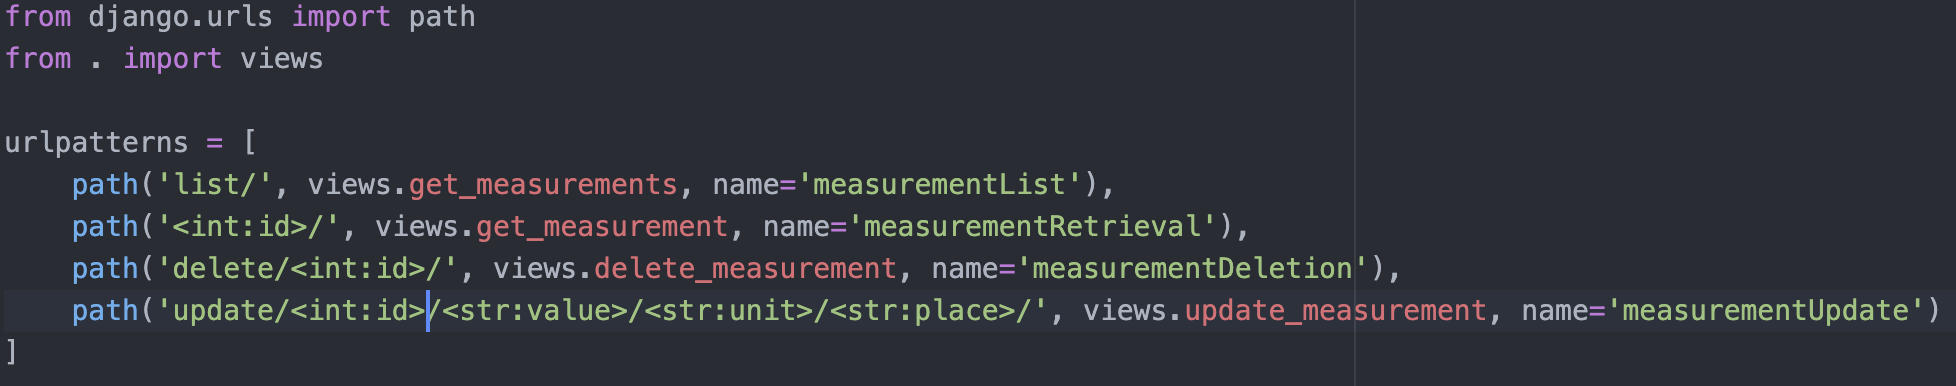 from django.urls import path
from . import views

urlpatterns = [
    path('list/', views.get_measurements, name='measurementList'),
    path('<int:id>/', views.get_measurement, name='measurementRetrieval'),
    path('delete/<int:id>/', views.delete_measurement, name='measurementDeletion'),
    path('update/<int:id>/<str:value>/<str:unit>/<str:place>/', views.update_measurement, name='measurementUpdate')
]